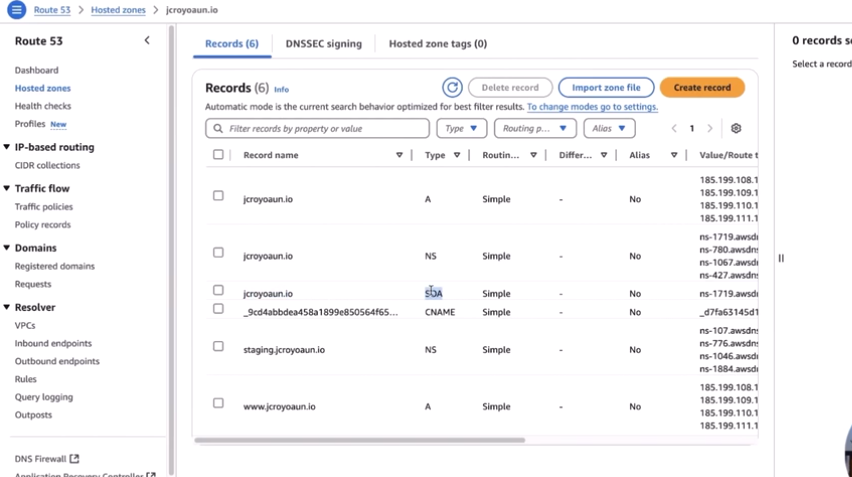 Route 53 > Hosted zones > jcroyoaun.io
Route 53
Dashboard
Hosted zones
Health checks
Profiles New
IP-based routing
CIDR collections
Traffic flow
Traffic policies
Policy records
Domains
Registered domains
Requests
Resolver
VPCs
Inbound endpoints
Outbound endpoints
Rules
Query logging
Outposts
DNS Firewall
Application Recovery Controller
Records (6)
DNSSEC signing
Hosted zone tags (0)
Records (6) Info
Delete record
Import zone file
Create record
Automatic mode is the current search behavior optimized for best filter results. To change modes go to settings.
Filter records by property or value
Type
Routing p...
Alias
1
Record name Type Routin... Differ... Alias Value/Route t
jcroyoaun.io A Simple - No
185.199.108.1
185.199.109.1
185.199.110.1
185.199.111.1
jcroyoaun.io NS Simple - No
ns-1719.awsdn
ns-780.awsdns
ns-1067.awsdn
ns-427.awsdns
jcroyoaun.io SOA Simple - No ns-1719.awsd
_9cd4abbdea458a1899e850564f65... CNAME Simple - No _d7fa63145d1
staging.jcroyoaun.io NS Simple - No
ns-107.awsdns
ns-776.awsdns
ns-1046.awsdn
ns-1884.awsdn
www.jcroyoaun.io A Simple - No
185.199.108.1
185.199.109.1
185.199.110.1
185.199.111.1
0 records s
Select a record